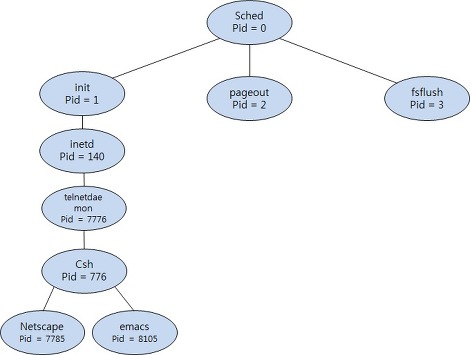 Sched
Pid = 0
init
Pid = 1
pageout
Pid = 2
fsflush
Pid = 3
inetd
Pid = 140
telnetdae
mon
Pid = 7776
Csh
Pid = 776
Netscape
Pid = 7785
emacs
Pid = 8105